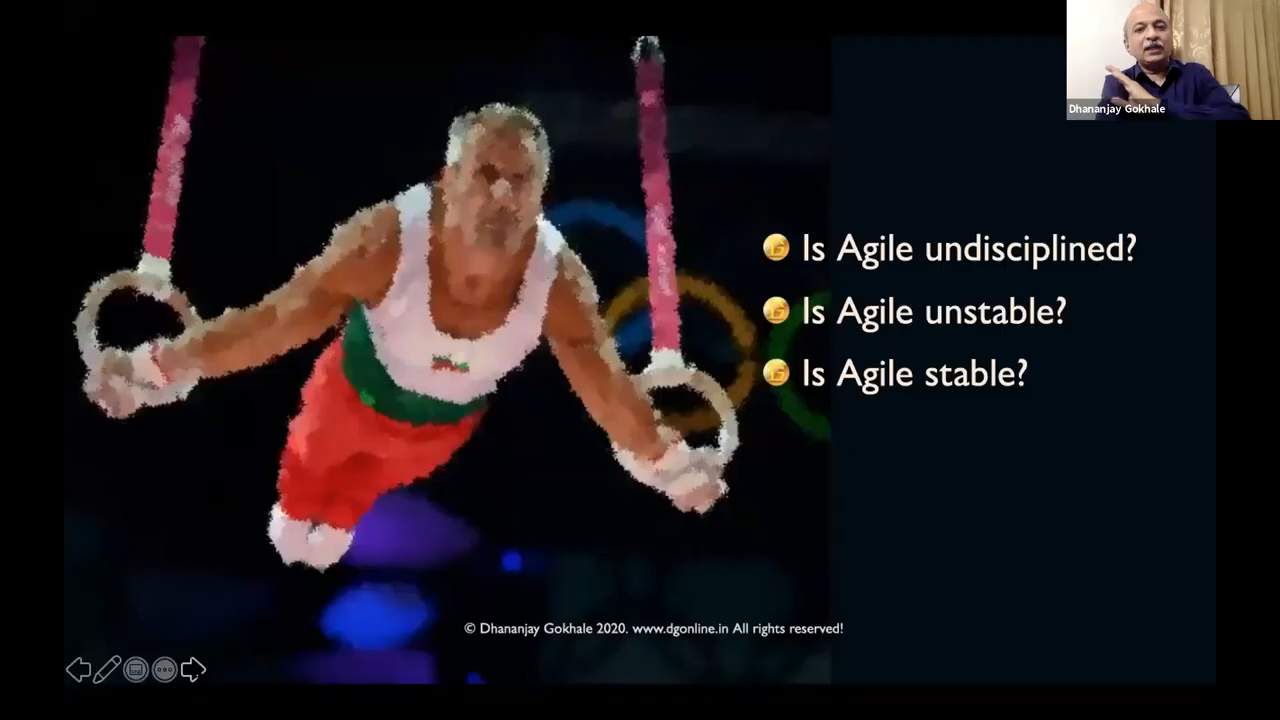 Dhananjay Gokhale
Is Agile undisciplined?
Is Agile unstable?
Is Agile stable?
© Dhananjay Gokhale 2020. www.dgonline.in All rights reserved!